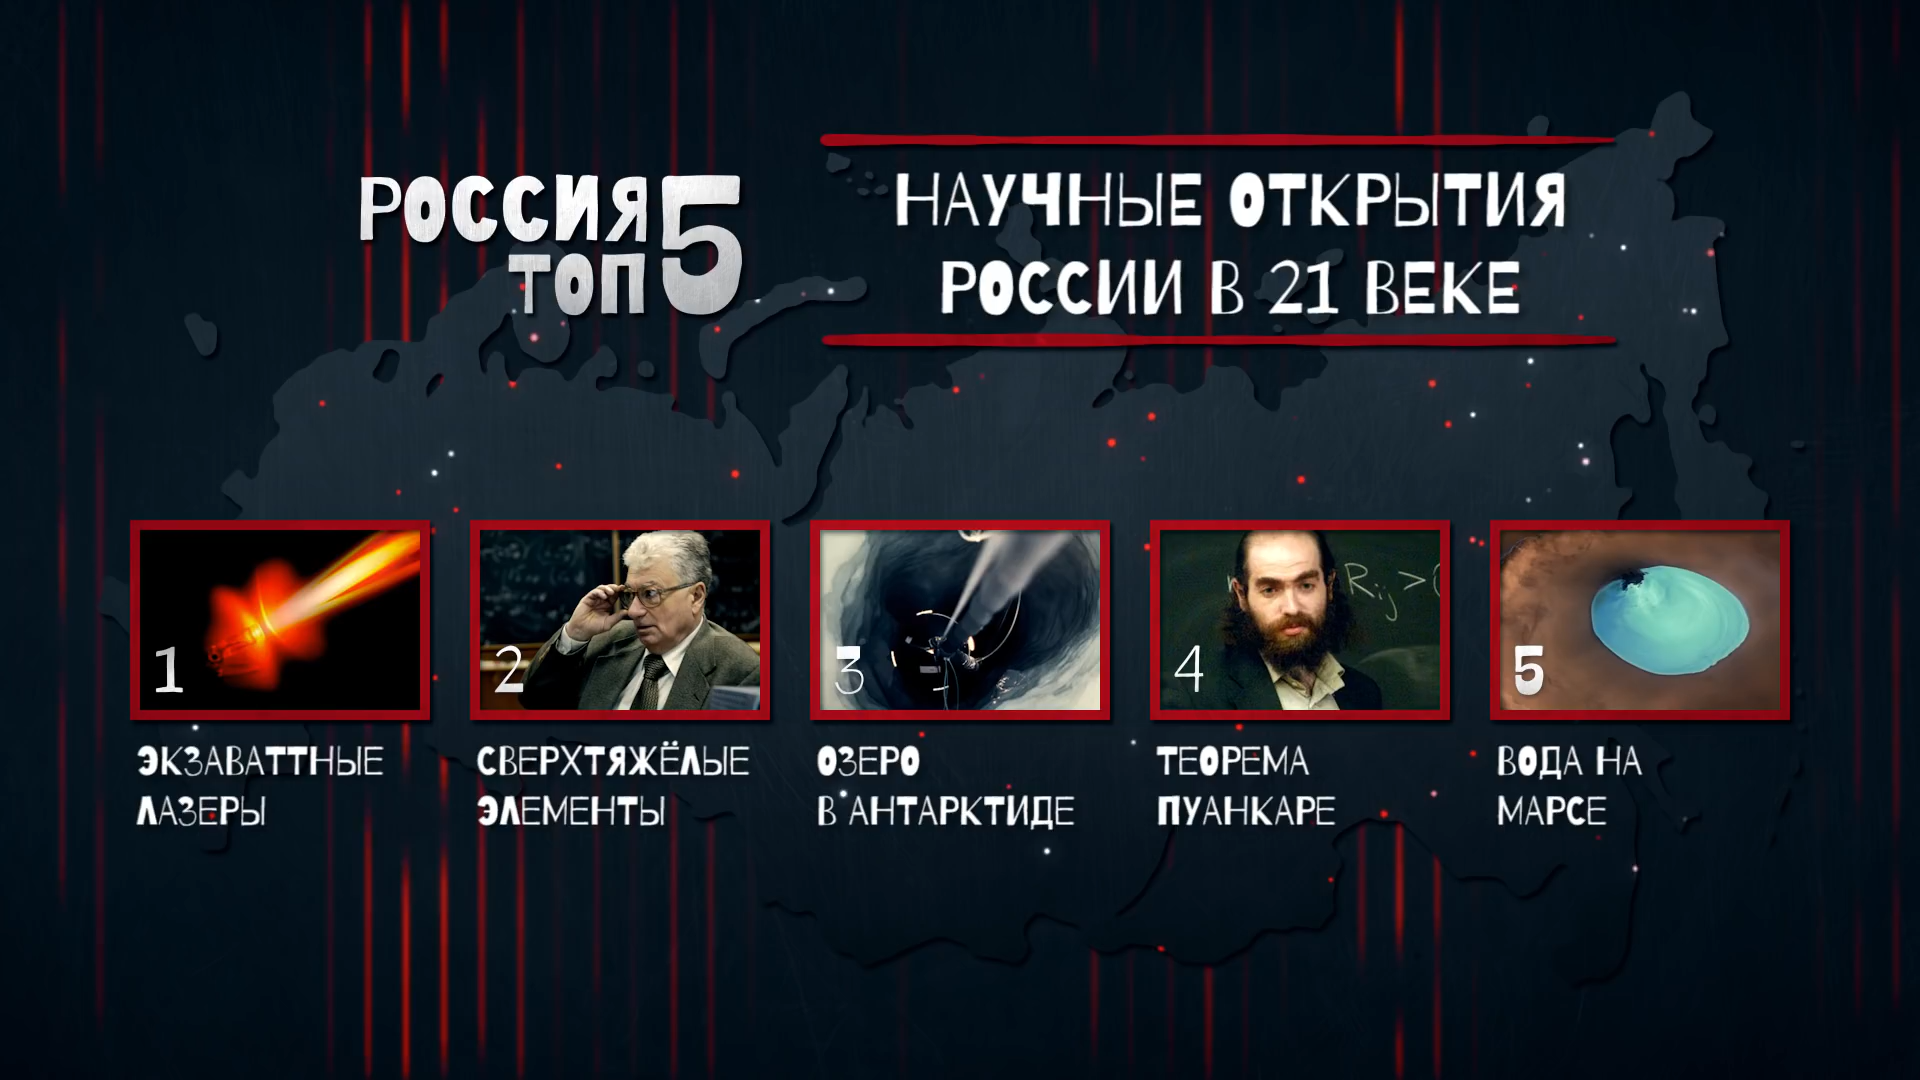 РОССИЯ
ТОП 5
НАУЧНЫЕ ОТКРЫТИЯ
РОССИИ В 21 ВЕКЕ
1
2
3
4
R_ij >
5
ЭКЗАВАТТНЫЕ
ЛАЗЕРЫ
СВЕРХТЯЖЁЛЫЕ
ЭЛЕМЕНТЫ
ОЗЕРО
В АНТАРКТИДЕ
ТЕОРЕМА
ПУАНКАРЕ
ВОДА НА
МАРСЕ